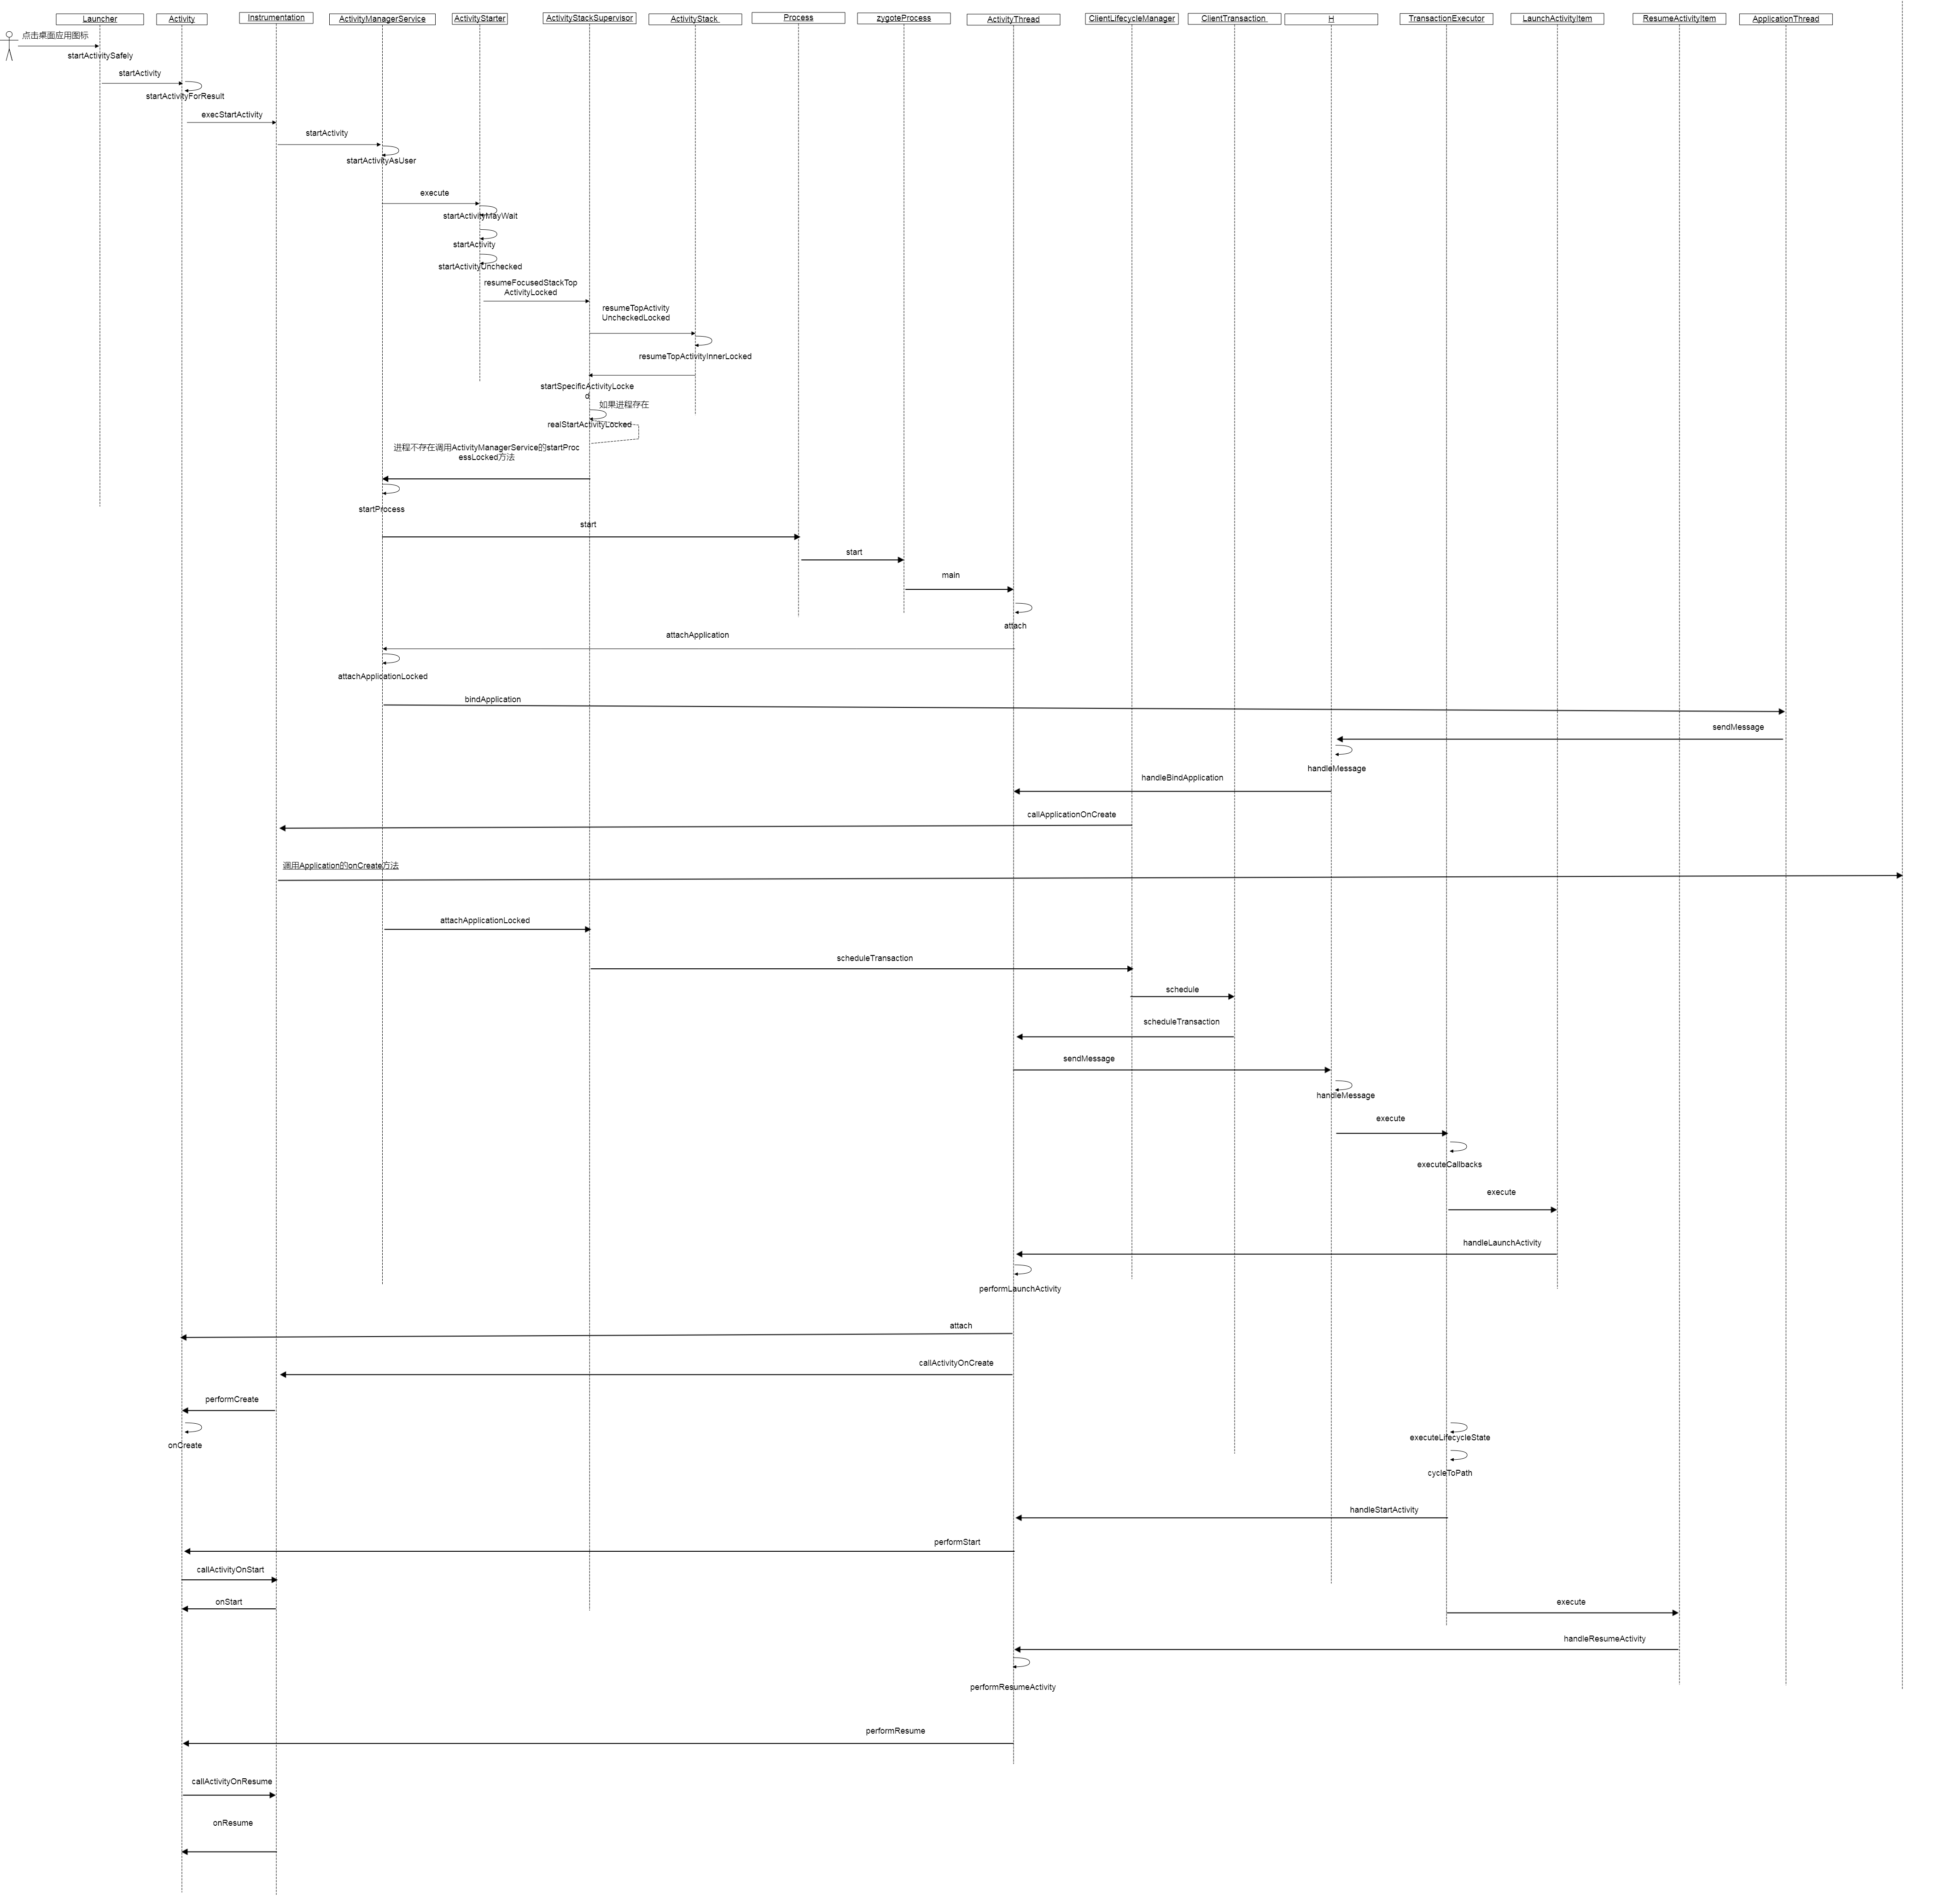 Launcher
Activity
Instrumentation
ActivityManagerService
ActivityStarter
ActivityStackSupervisor
ActivityStack
Process
zygoteProcess
ActivityThread
ClientLifecycleManager
ClientTransaction
H
TransactionExecutor
LaunchActivityItem
ResumeActivityItem
ApplicationThread
点击桌面应用图标
startActivitySafely
startActivity
startActivityForResult
execStartActivity
startActivity
startActivityAsUser
execute
startActivityMayWait
startActivity
startActivityUnchecked
resumeFocusedStackTop
ActivityLocked
resumeTopActivity
UncheckedLocked
resumeTopActivityInnerLocked
startSpecificActivityLocke
d
如果进程存在
realStartActivityLocked
进程不存在调用ActivityManagerService的startProc
essLocked方法
startProcess
start
start
main
attach
attachApplication
attachApplicationLocked
bindApplication
sendMessage
handleMessage
handleBindApplication
callApplicationOnCreate
调用Application的onCreate方法
attachApplicationLocked
scheduleTransaction
schedule
scheduleTransaction
sendMessage
handleMessage
execute
executeCallbacks
execute
handleLaunchActivity
performLaunchActivity
attach
callActivityOnCreate
performCreate
onCreate
executeLifecycleState
cycleToPath
handleStartActivity
performStart
callActivityOnStart
onStart
execute
handleResumeActivity
performResumeActivity
performResume
callActivityOnResume
onResume